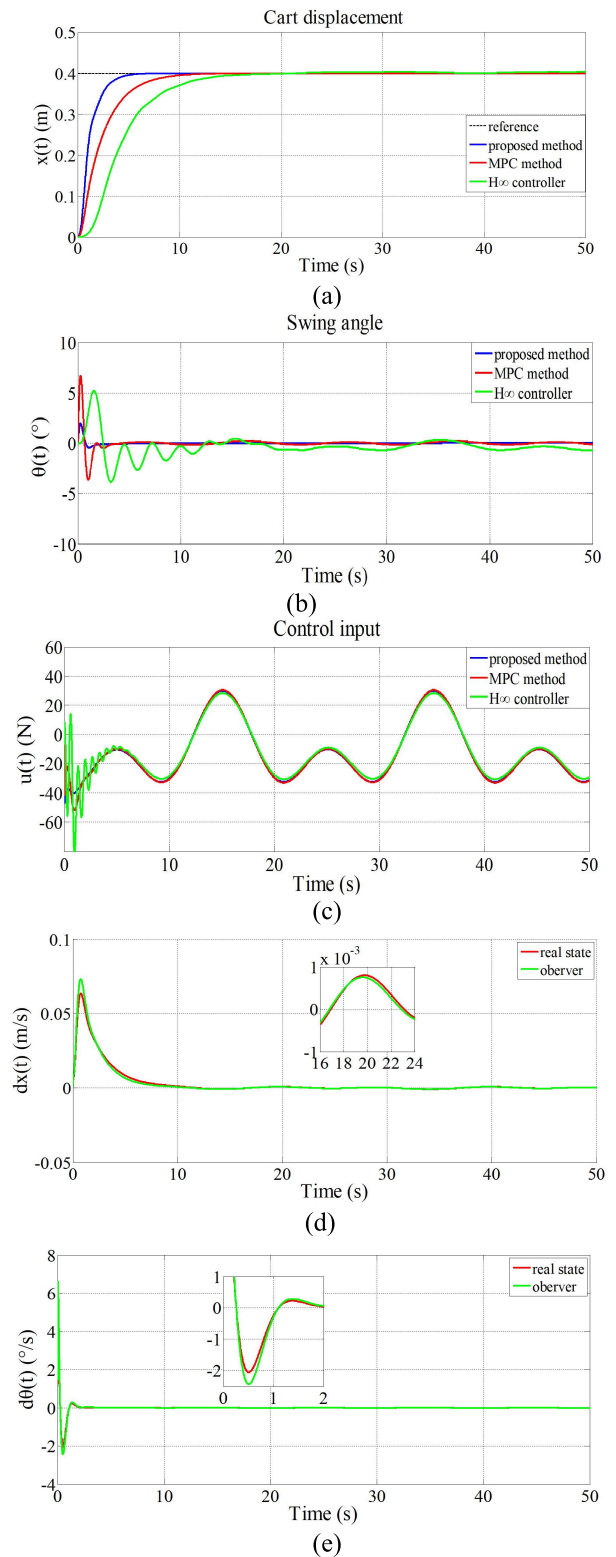 Cart displacement
0.5
0.4
0.3
0.2
0.1
0
x(t) (m)
reference
proposed method
MPC method
H∞ controller
0 10 20 30 40 50
Time (s)
(a)
Swing angle
10
5
0
-5
-10
θ(t) (°)
proposed method
MPC method
H∞ controller
0 10 20 30 40 50
Time (s)
(b)
Control input
60
40
20
0
-20
-40
-60
u(t) (N)
proposed method
MPC method
H∞ controller
0 10 20 30 40 50
Time (s)
(c)
0.1
0.05
0
-0.05
dx(t) (m/s)
x 10-3
1
0
-1
16 18 20 22 24
real state
oberver
0 10 20 30 40 50
Time (s)
(d)
8
6
4
2
0
-2
-4
dθ(t) (°/s)
1
0
-1
-2
0 1 2
real state
oberver
0 10 20 30 40 50
Time (s)
(e)